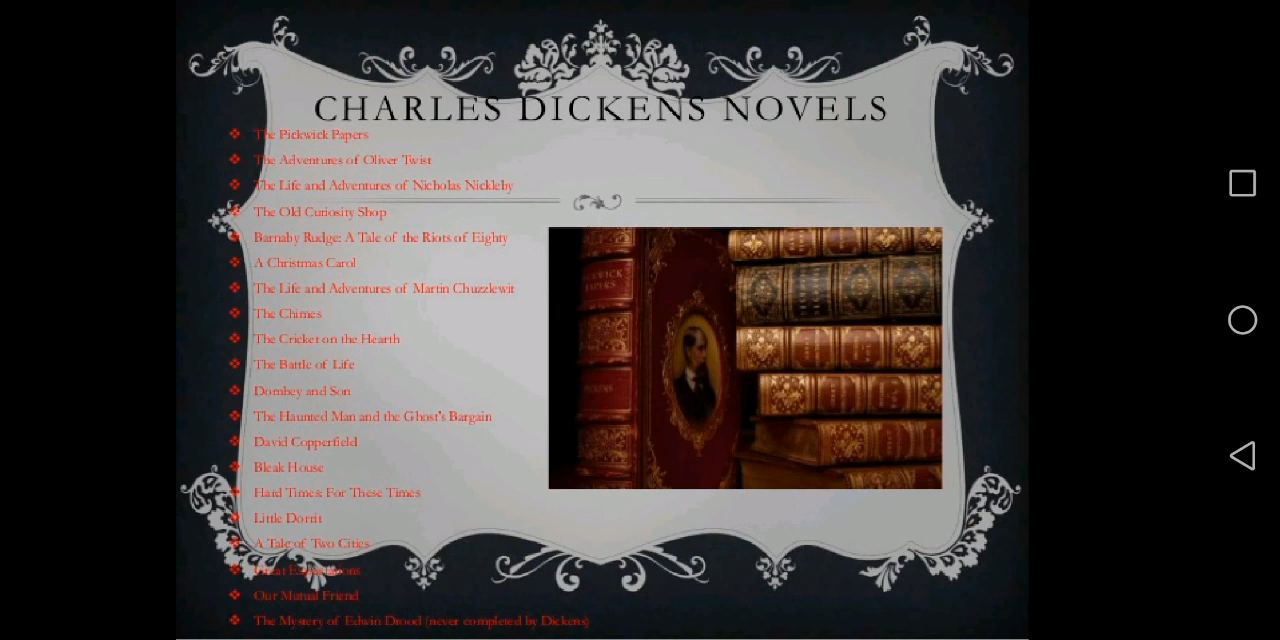 CHARLES DICKENS NOVELS
The Pickwick Papers
The Adventures of Oliver Twist
The Life and Adventures of Nicholas Nickleby
The Old Curiosity Shop
Barnaby Rudge: A Tale of the Riots of Eighty
A Christmas Carol
The Life and Adventures of Martin Chuzzlewit
The Chimes
The Cricket on the Hearth
The Battle of Life
Dombey and Son
The Haunted Man and the Ghost's Bargain
David Copperfield
Bleak House
Hard Times: For These Times
Little Dorrit
A Tale of Two Cities
Great Expectations
Our Mutual Friend
The Mystery of Edwin Drood (never completed by Dickens)
PAPERS